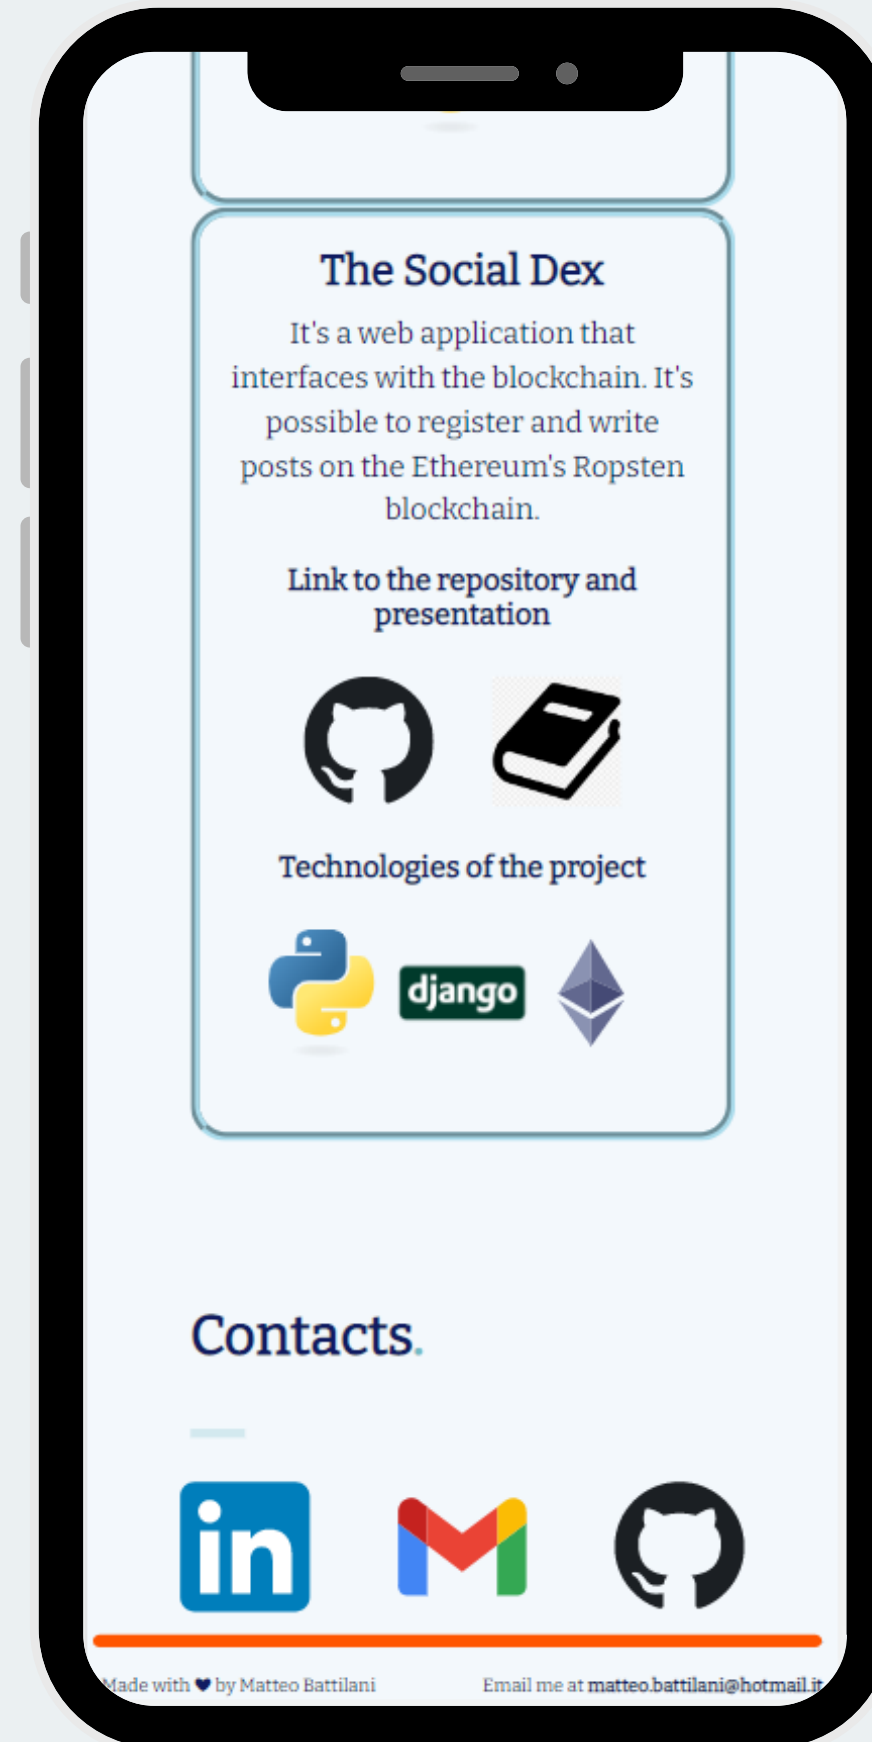 The Social Dex
It's a web application that
interfaces with the blockchain. It's
possible to register and write
posts on the Ethereum's Ropsten
blockchain.
Link to the repository and
presentation
Technologies of the project
django
Contacts.
in
Made with ♥ by Matteo Battilani
Email me at matteo.battilani@hotmail.it